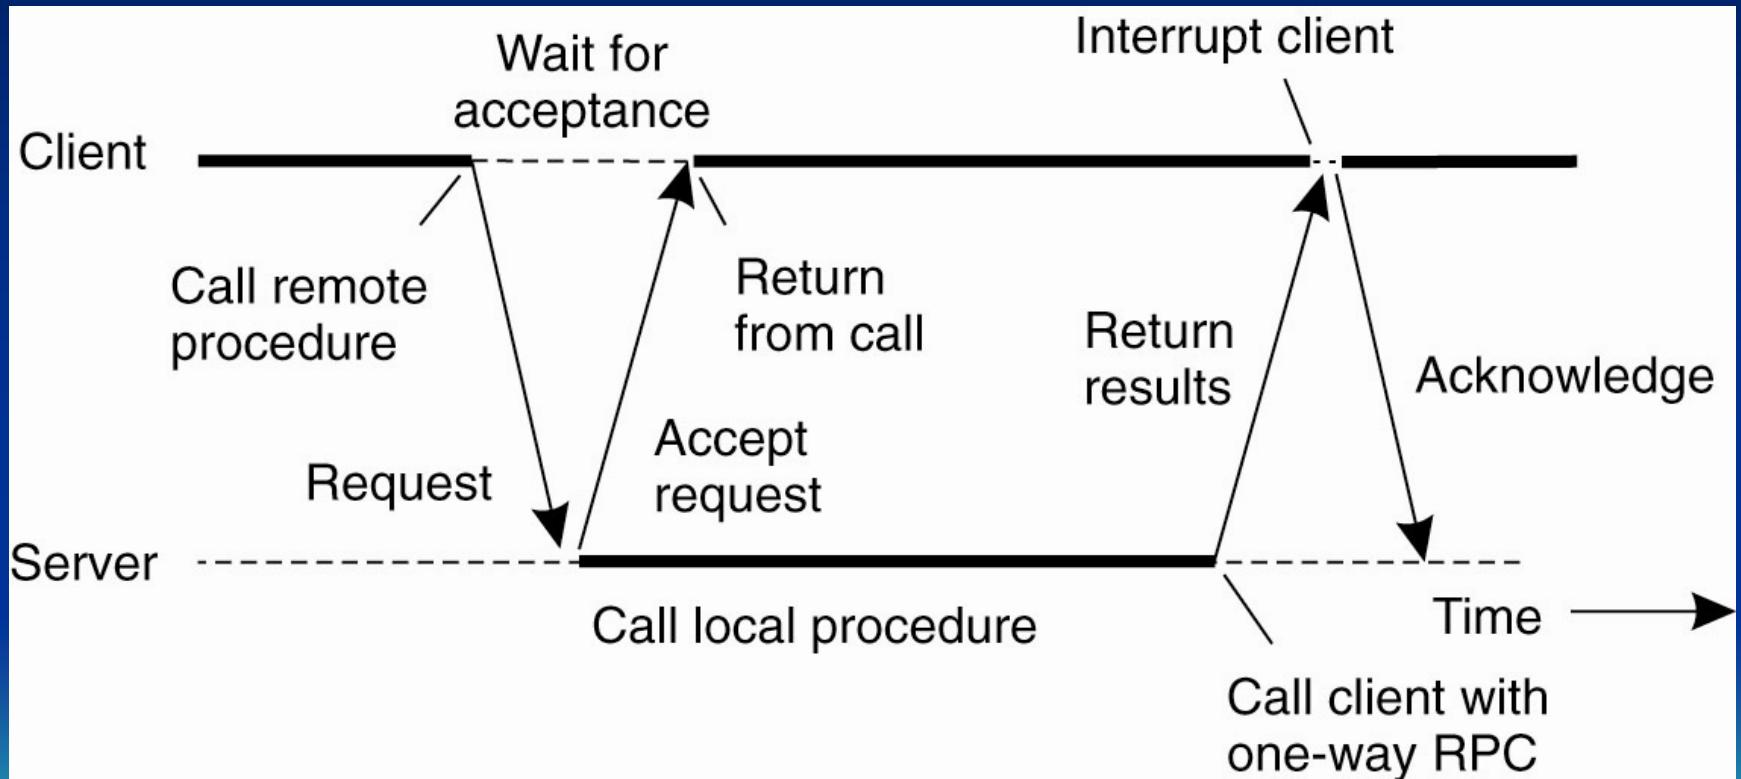 Interrupt client
Wait for
acceptance
Client
Call remote
procedure
Return
from call
Return
results
Acknowledge
Request
Accept
request
Server
Call local procedure
Time
Call client with
one-way RPC